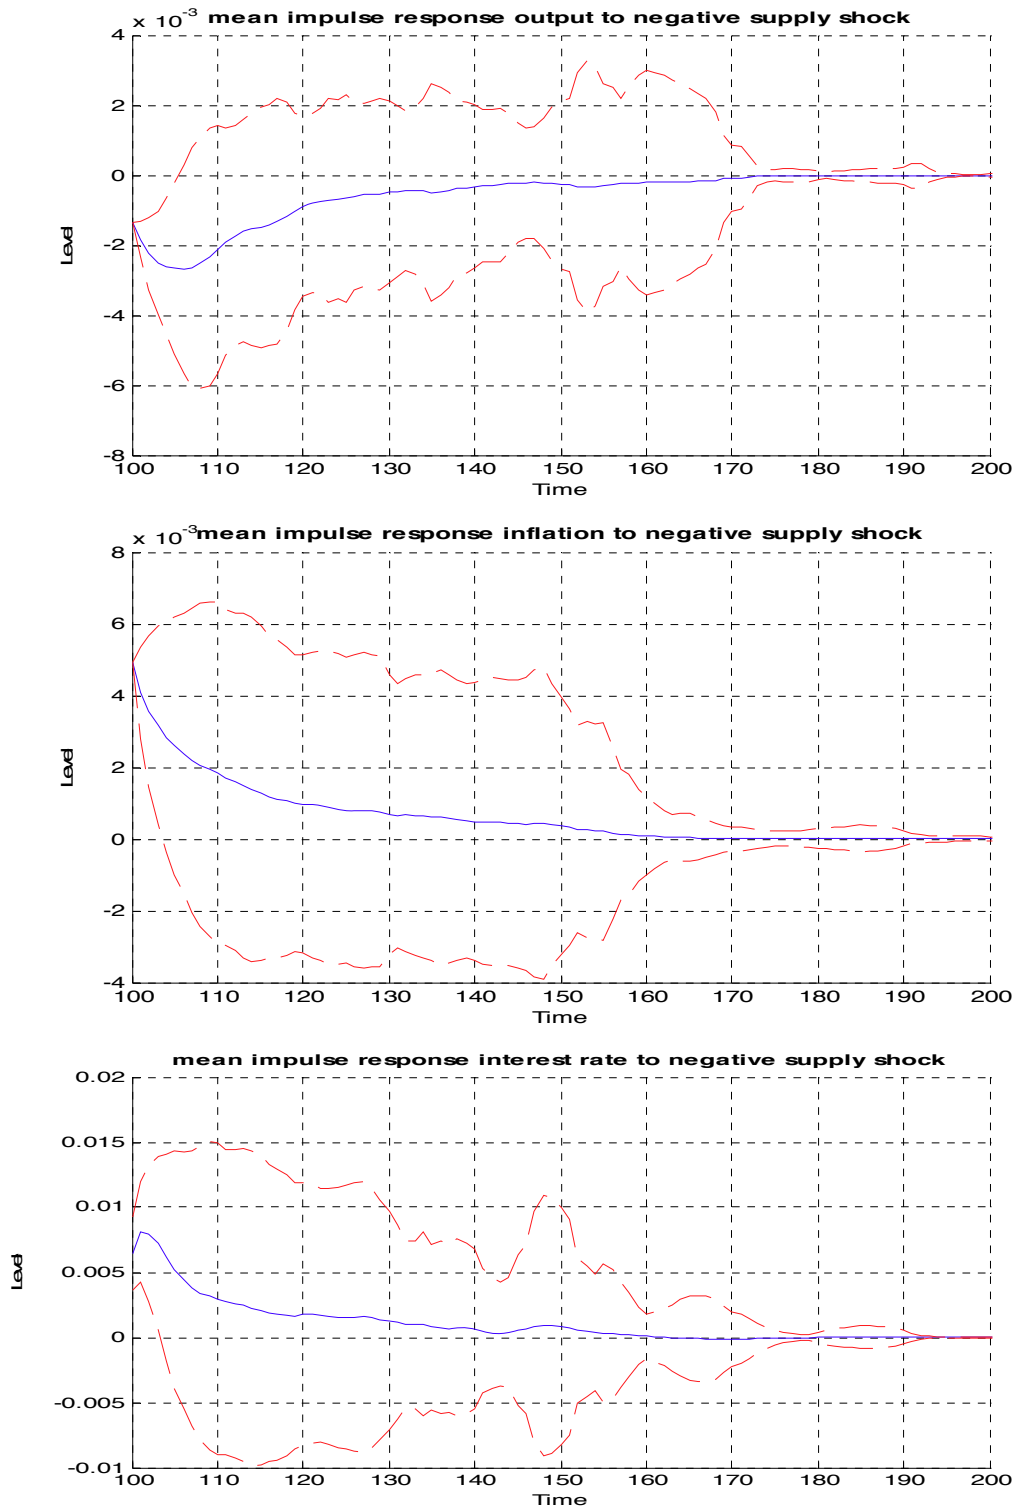 x 10-3 mean impulse response output to negative supply shock
4
2
0
-2
-4
-6
-8
Level
100 110 120 130 140 150 160 170 180 190 200
Time
x 10-3 mean impulse response inflation to negative supply shock
8
6
4
2
0
-2
-4
Level
100 110 120 130 140 150 160 170 180 190 200
Time
mean impulse response interest rate to negative supply shock
0.02
0.015
0.01
0.005
0
-0.005
-0.01
Level
100 110 120 130 140 150 160 170 180 190 200
Time